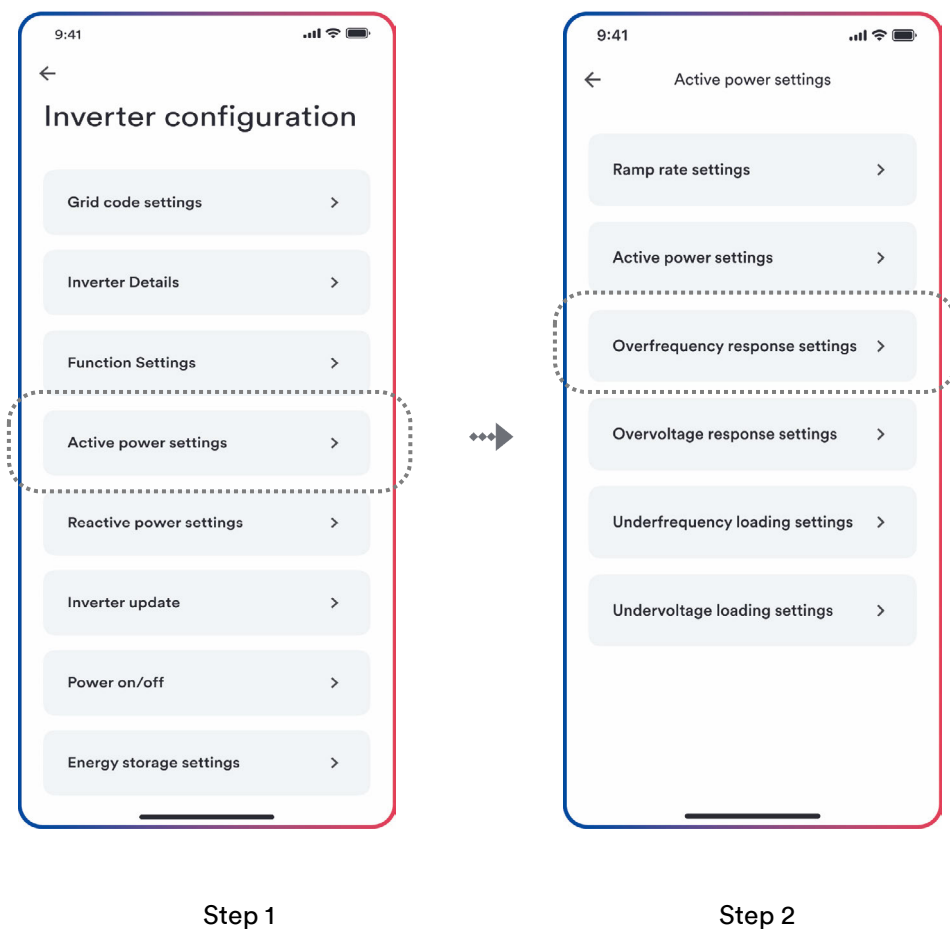 9:41
Inverter configuration
Grid code settings
Inverter Details
Function Settings
Active power settings
Reactive power settings
Inverter update
Power on/off
Energy storage settings
Step 1
9:41
Active power settings
Ramp rate settings
Active power settings
Overfrequency response settings
Overvoltage response settings
Underfrequency loading settings
Undervoltage loading settings
Step 2